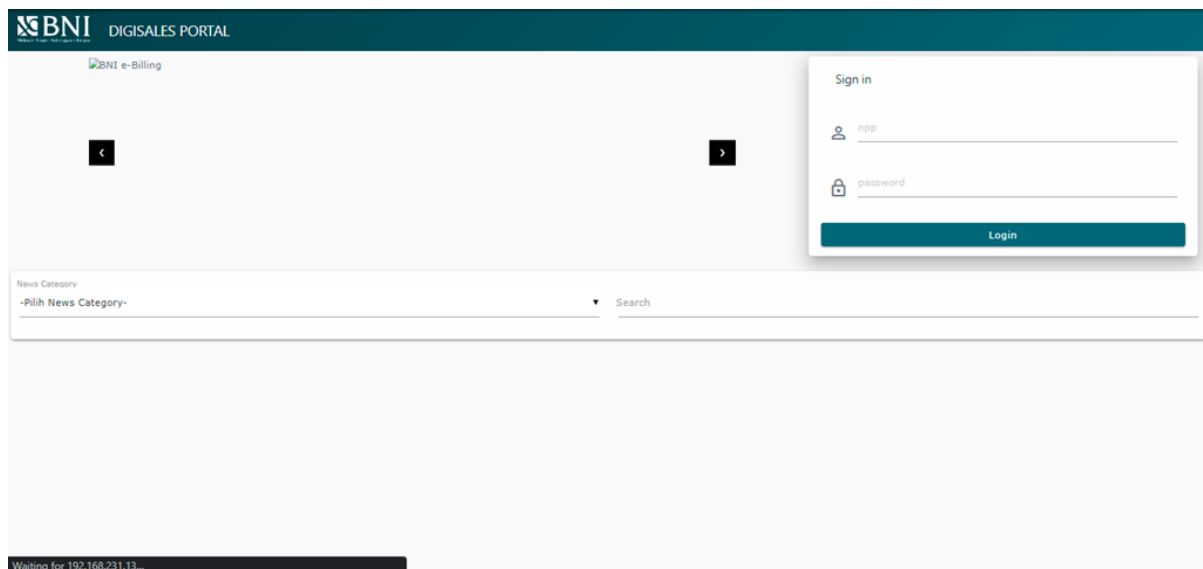 BNI DIGISALES PORTAL
BNI e-Billing
Sign in
npp
password
Login
News Category
-Pilih News Category-
Search
Waiting for 192.168.231.13...